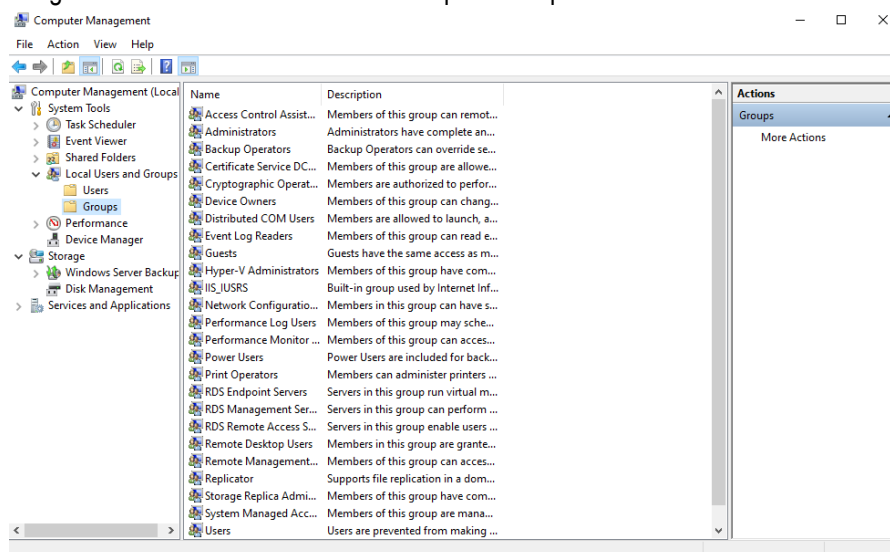 Computer Management
File Action View Help
Computer Management (Local
System Tools
Task Scheduler
Event Viewer
Shared Folders
Local Users and Groups
Users
Groups
Performance
Device Manager
Storage
Windows Server Backup
Disk Management
Services and Applications
Name Description
Access Control Assist... Members of this group can remot...
Administrators Administrators have complete an...
Backup Operators Backup Operators can override se...
Certificate Service DC... Members of this group are allowe...
Cryptographic Operat... Members are authorized to perfor...
Device Owners Members of this group can chang...
Distributed COM Users Members are allowed to launch, a...
Event Log Readers Members of this group can read e...
Guests Guests have the same access as m...
Hyper-V Administrators Members of this group have com...
IIS_IUSRS Built-in group used by Internet Inf...
Network Configuratio... Members in this group can have s...
Performance Log Users Members of this group may sche...
Performance Monitor ... Members of this group can acces...
Power Users Power Users are included for back...
Print Operators Members can administer printers ...
RDS Endpoint Servers Servers in this group run virtual m...
RDS Management Ser... Servers in this group can perform ...
RDS Remote Access S... Servers in this group enable users ...
Remote Desktop Users Members in this group are grante...
Remote Management... Members of this group can acces...
Replicator Supports file replication in a dom...
Storage Replica Admi... Members of this group have com...
System Managed Acc... Members of this group are mana...
Users Users are prevented from making ...
Actions
Groups
More Actions